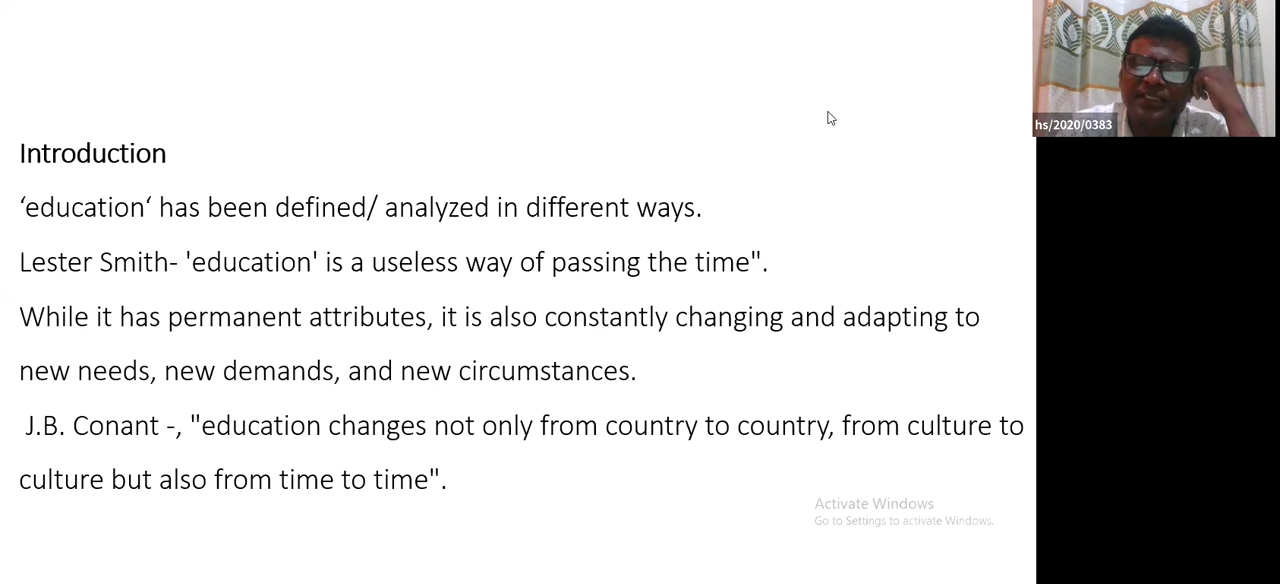 Introduction
‘education‘ has been defined/ analyzed in different ways.
Lester Smith- 'education' is a useless way of passing the time".
While it has permanent attributes, it is also constantly changing and adapting to
new needs, new demands, and new circumstances.
J.B. Conant -, "education changes not only from country to country, from culture to
culture but also from time to time".
hs/2020/0383
Activate Windows
Go to Settings to activate Windows.